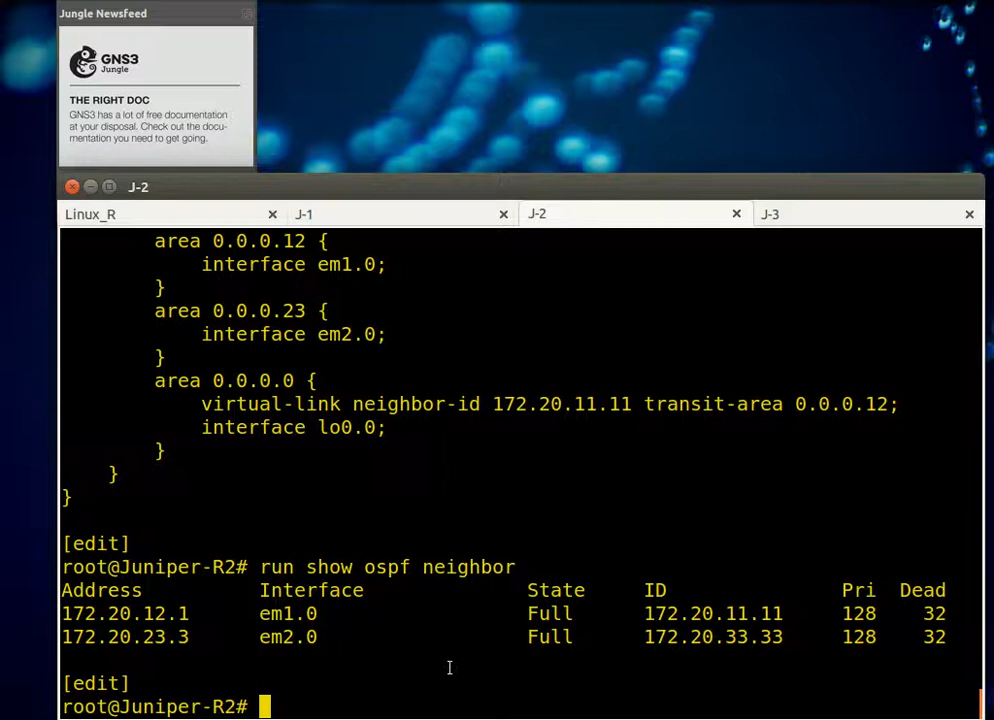 Jungle Newsfeed
GNS3
Jungle
THE RIGHT DOC
GNS3 has a lot of free documentation
at your disposal. Check out the docu-
mentation you need to get going.
J-2
Linux_R J-1 J-2 J-3
area 0.0.0.12 {
interface em1.0;
}
area 0.0.0.23 {
interface em2.0;
}
area 0.0.0.0 {
virtual-link neighbor-id 172.20.11.11 transit-area 0.0.0.12;
interface lo0.0;
}
}
}
[edit]
root@Juniper-R2# run show ospf neighbor
Address Interface State ID Pri Dead
172.20.12.1 em1.0 Full 172.20.11.11 128 32
172.20.23.3 em2.0 Full 172.20.33.33 128 32
[edit]
root@Juniper-R2#